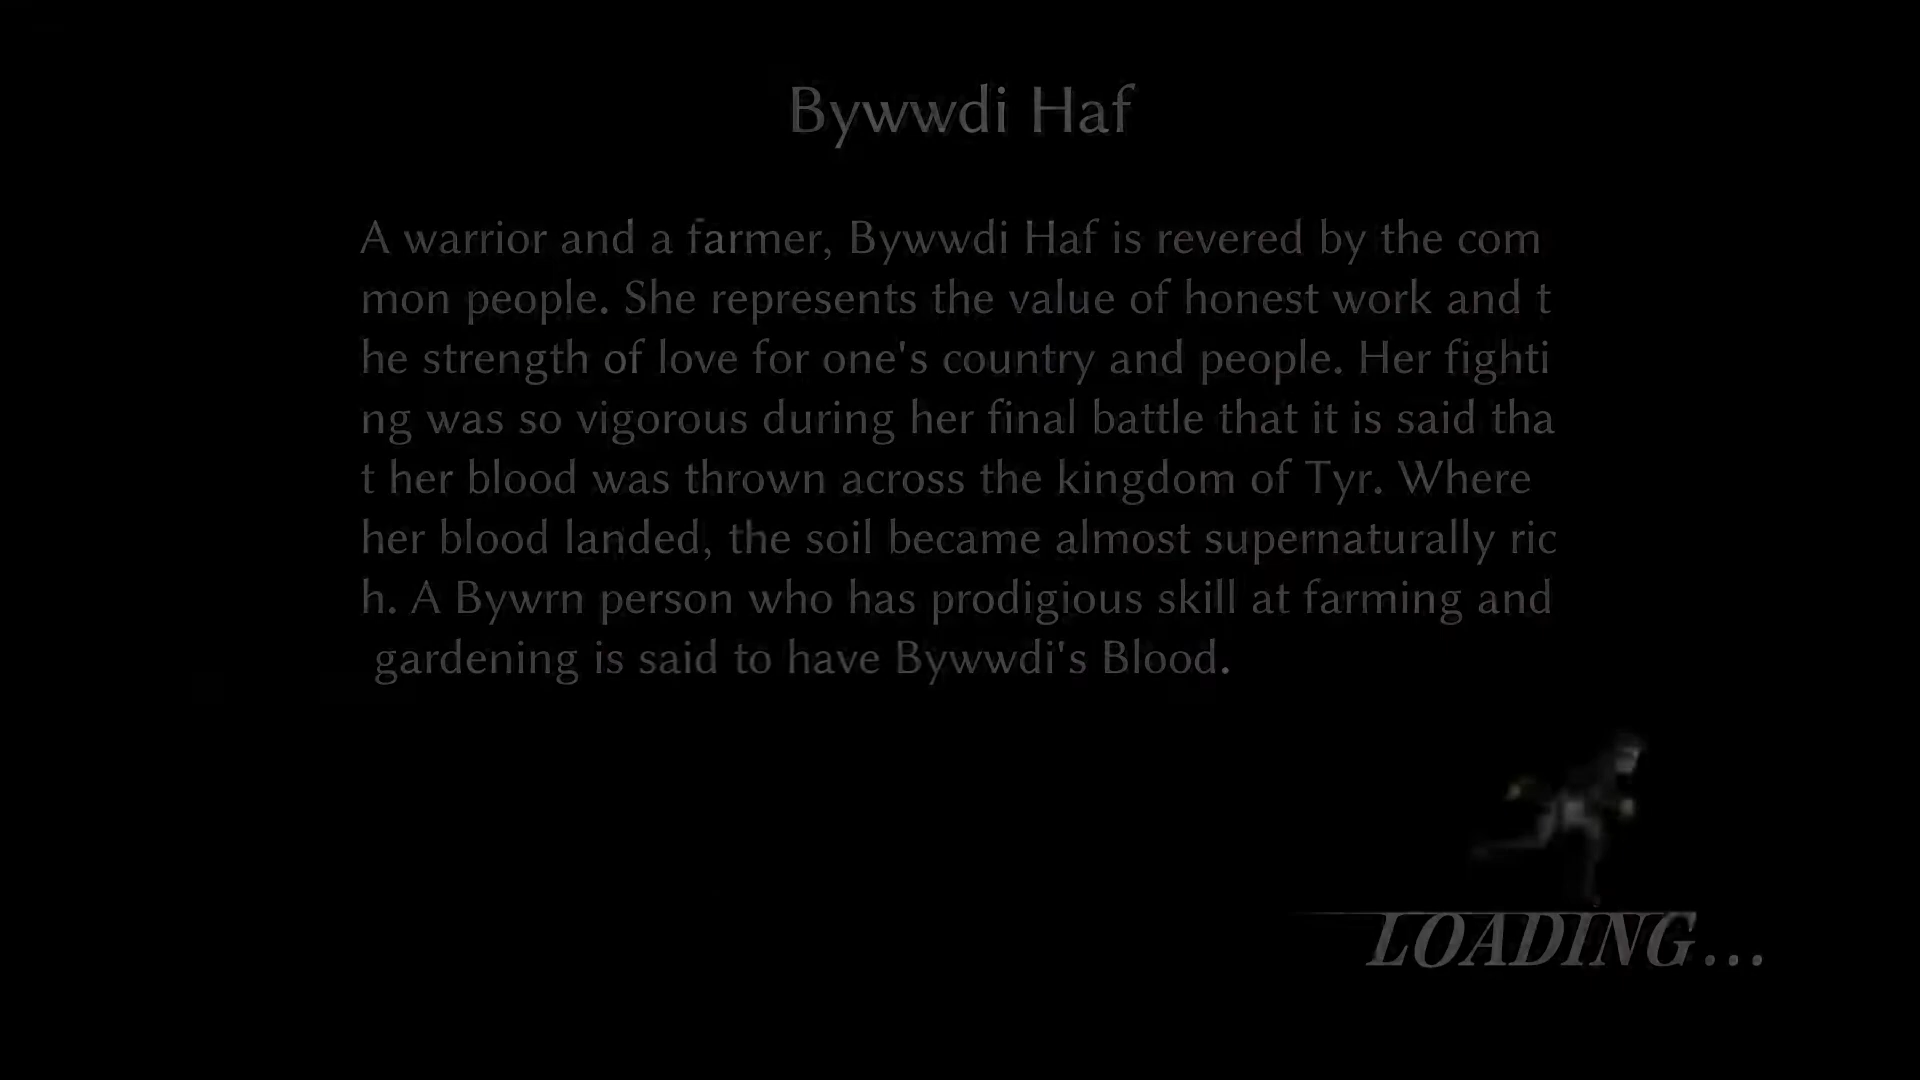 Bywwdi Haf
A warrior and a farmer, Bywwdi Haf is revered by the com
mon people. She represents the value of honest work and t
he strength of love for one's country and people. Her fighti
ng was so vigorous during her final battle that it is said tha
t her blood was thrown across the kingdom of Tyr. Where
her blood landed, the soil became almost supernaturally ric
h. A Bywrn person who has prodigious skill at farming and
gardening is said to have Bywwdi's Blood.
LOADING...